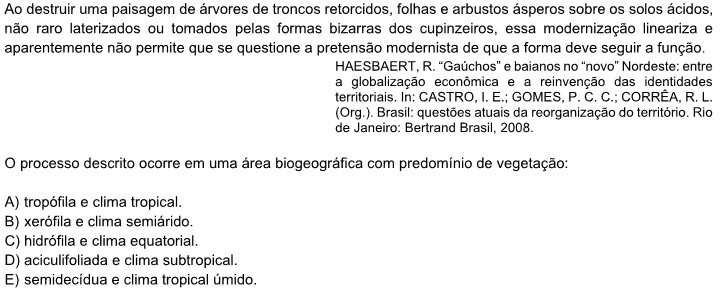 Ao destruir uma paisagem de árvores de troncos retorcidos, folhas e arbustos ásperos sobre os solos ácidos,
não raro laterizados ou tomados pelas formas bizarras dos cupinzeiros, essa modernização lineariza e
aparentemente não permite que se questione a pretensão modernista de que a forma deve seguir a função.
HAESBAERT, R. “Gaúchos” e baianos no “novo” Nordeste: entre
a globalização econômica e a reinvenção das identidades
territoriais. In: CASTRO, I. E.; GOMES, P. C. C.; CORRÊA, R. L.
(Org.). Brasil: questões atuais da reorganização do território. Rio
de Janeiro: Bertrand Brasil, 2008.
O processo descrito ocorre em uma área biogeográfica com predomínio de vegetação:
A) tropófila e clima tropical.
B) xerófila e clima semiárido.
C) hidrófila e clima equatorial.
D) aciculifoliada e clima subtropical.
E) semidecídua e clima tropical úmido.